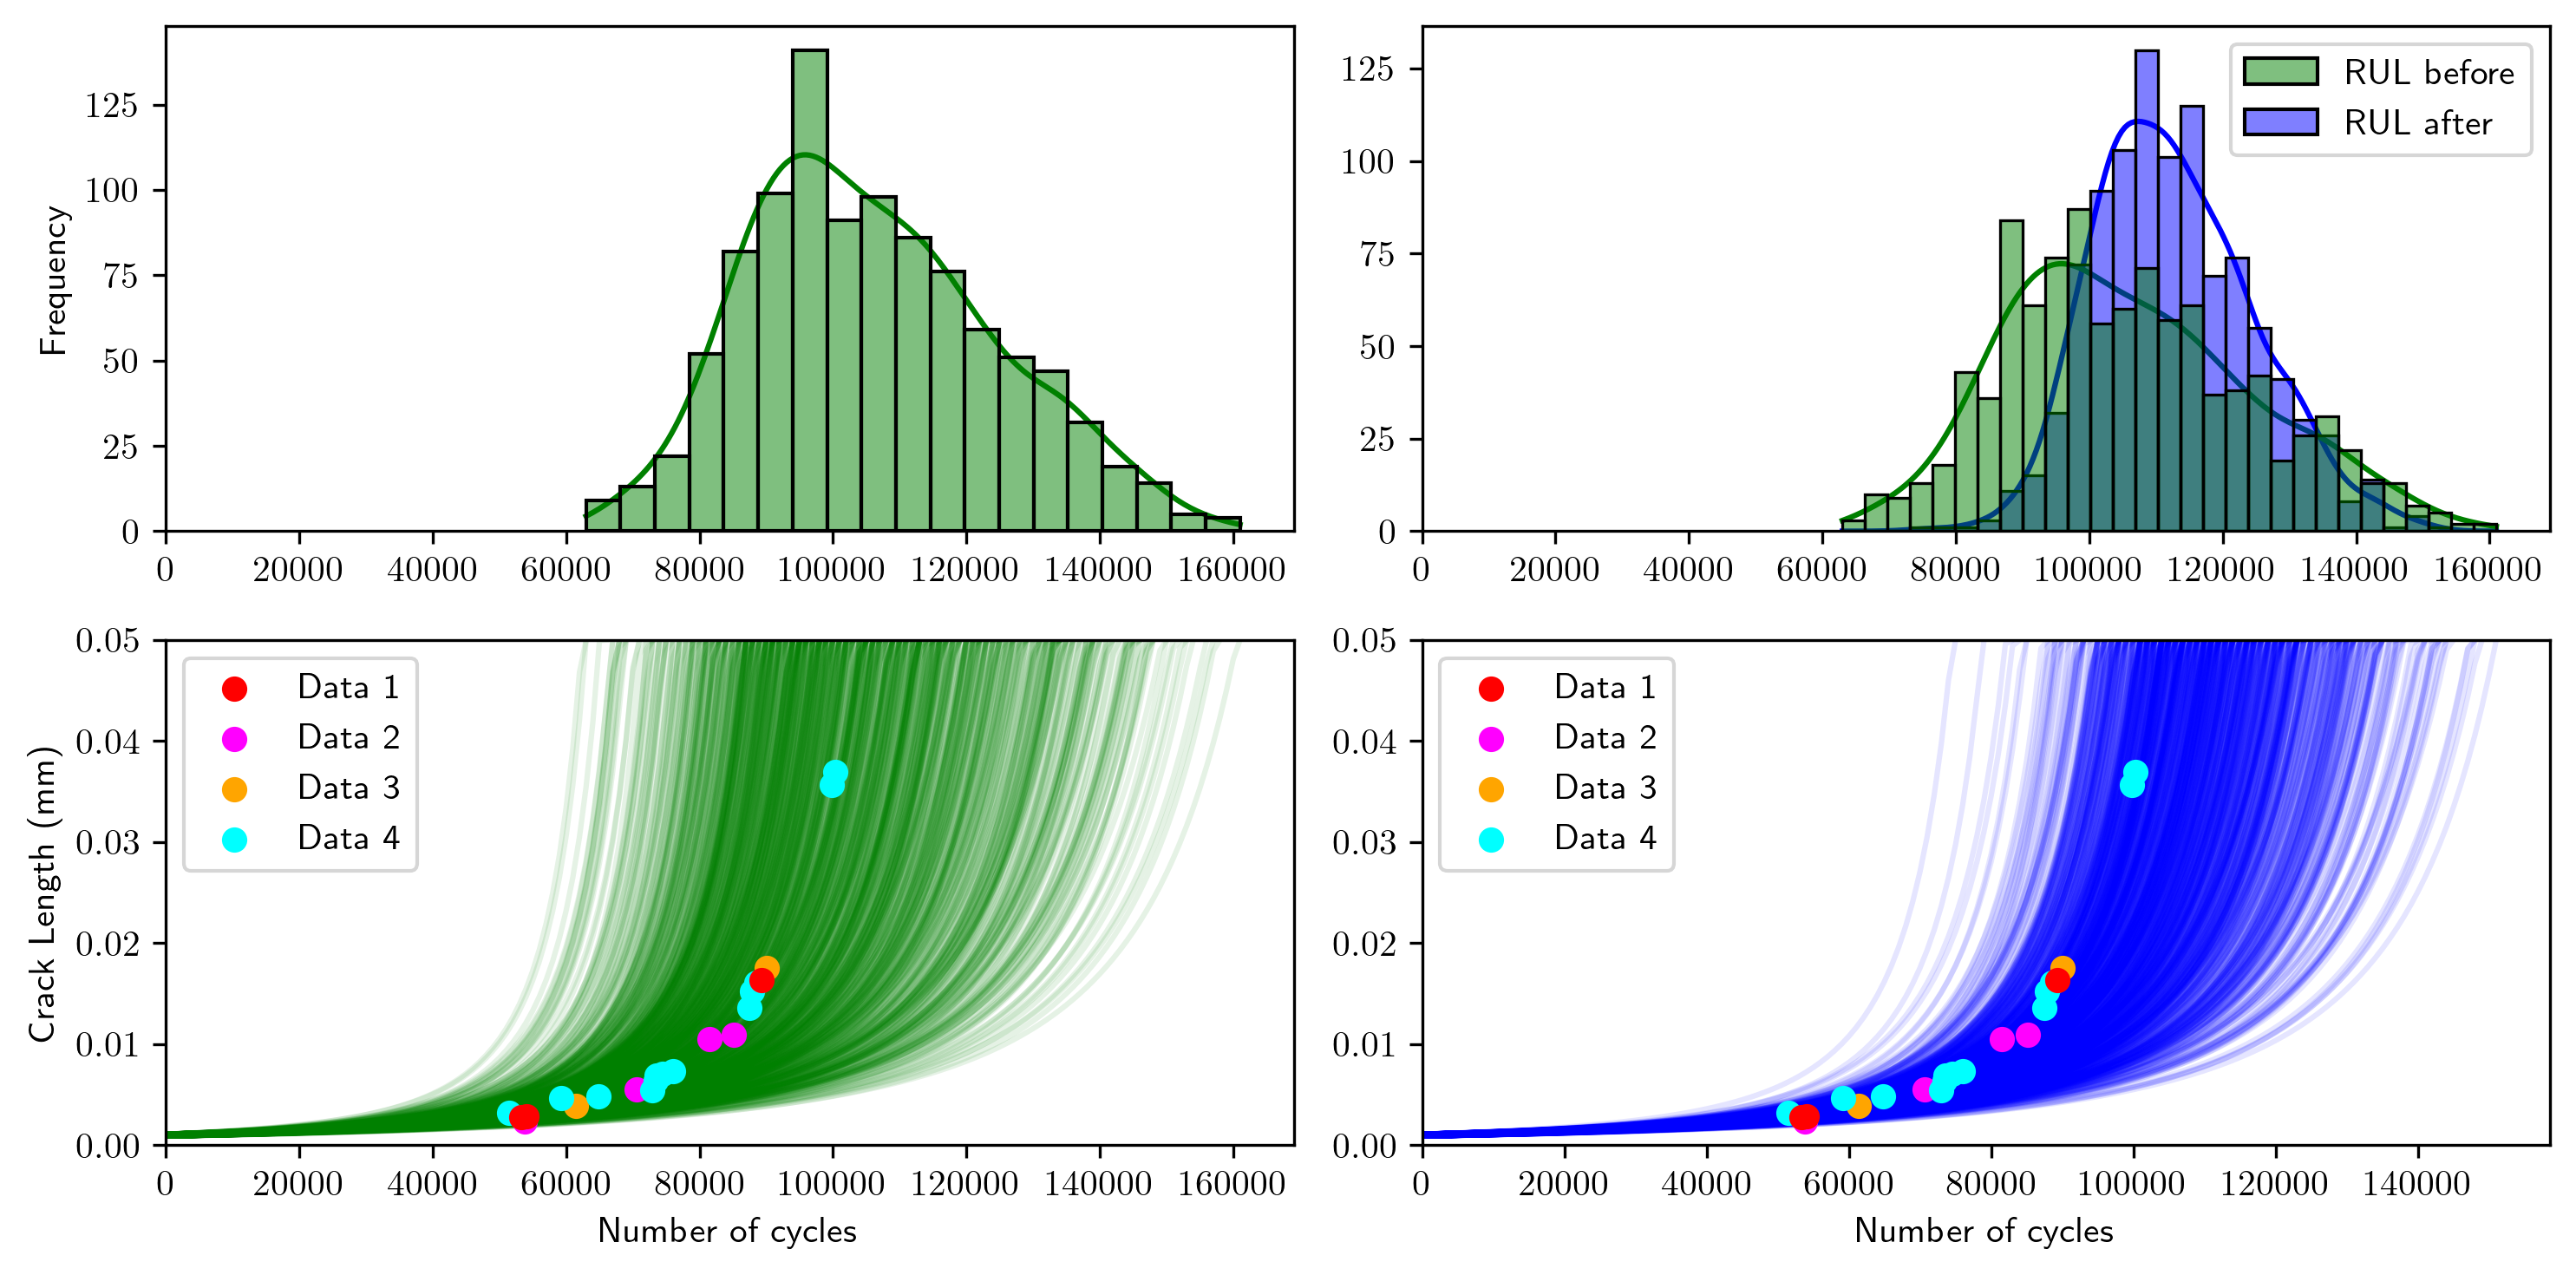 125
100
75
50
25
0
Frequency
0 20000 40000 60000 80000 100000 120000 140000 160000
RUL before
RUL after
125
100
75
50
25
0
0 20000 40000 60000 80000 100000 120000 140000 160000
Data 1
Data 2
Data 3
Data 4
0.05
0.04
0.03
0.02
0.01
0.00
Crack Length (mm)
0 20000 40000 60000 80000 100000 120000 140000 160000
Number of cycles
Data 1
Data 2
Data 3
Data 4
0.05
0.04
0.03
0.02
0.01
0.00
0 20000 40000 60000 80000 100000 120000 140000
Number of cycles